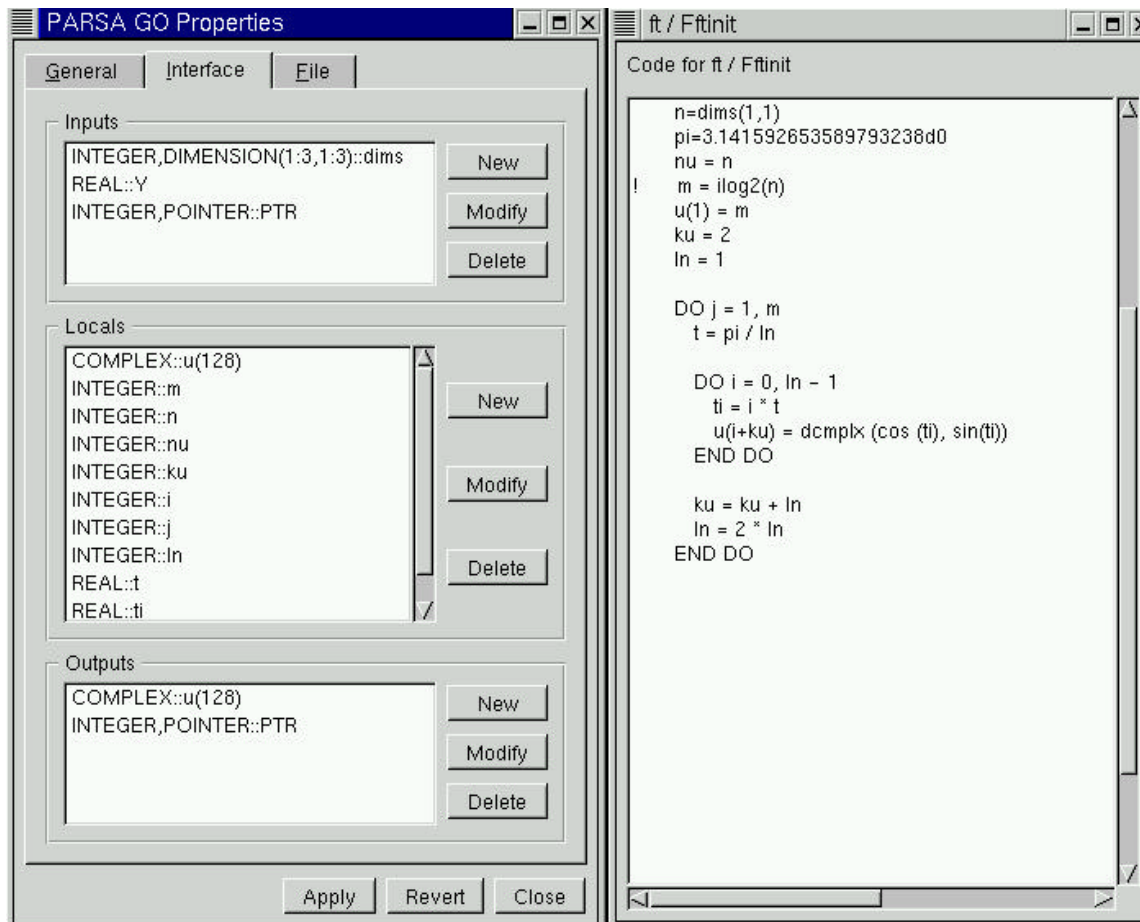 PARSA GO Properties
General Interface File
Inputs
INTEGER,DIMENSION(1:3,1:3)::dims
REAL::Y
INTEGER,POINTER::PTR
New
Modify
Delete
Locals
COMPLEX::u(128)
INTEGER::m
INTEGER::n
INTEGER::nu
INTEGER::ku
INTEGER::i
INTEGER::j
INTEGER::ln
REAL::t
REAL::ti
New
Modify
Delete
Outputs
COMPLEX::u(128)
INTEGER,POINTER::PTR
New
Modify
Delete
Apply Revert Close
ft / Fftinit
Code for ft / Fftinit
n=dims(1,1)
pi=3.141592653589793238d0
nu = n
! m = ilog2(n)
u(1) = m
ku = 2
ln = 1
DO j = 1, m
t = pi / ln
DO i = 0, ln - 1
ti = i * t
u(i+ku) = dcmplx (cos (ti), sin(ti))
END DO
ku = ku + ln
ln = 2 * ln
END DO